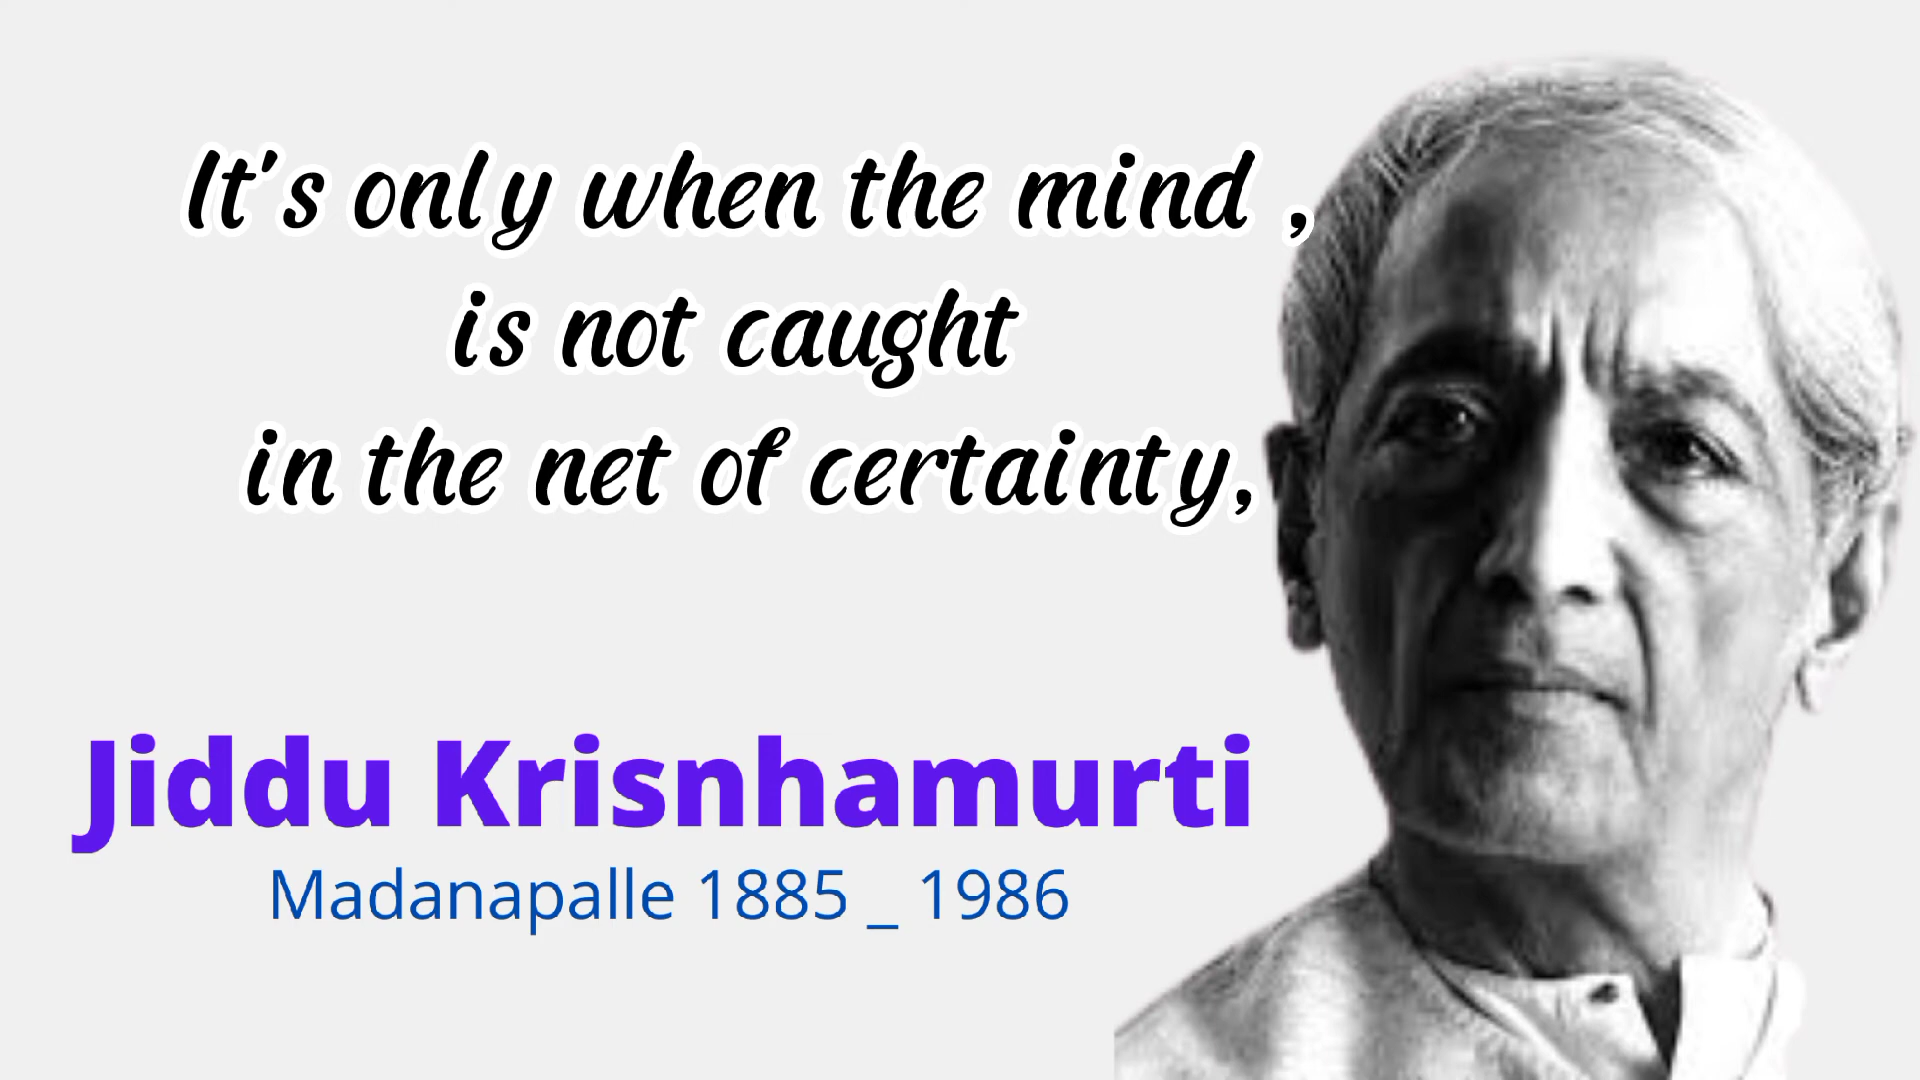 It's only when the mind ,
is not caught
in the net of certainty,
Jiddu Krisnhamurti
Madanapalle 1885 _ 1986